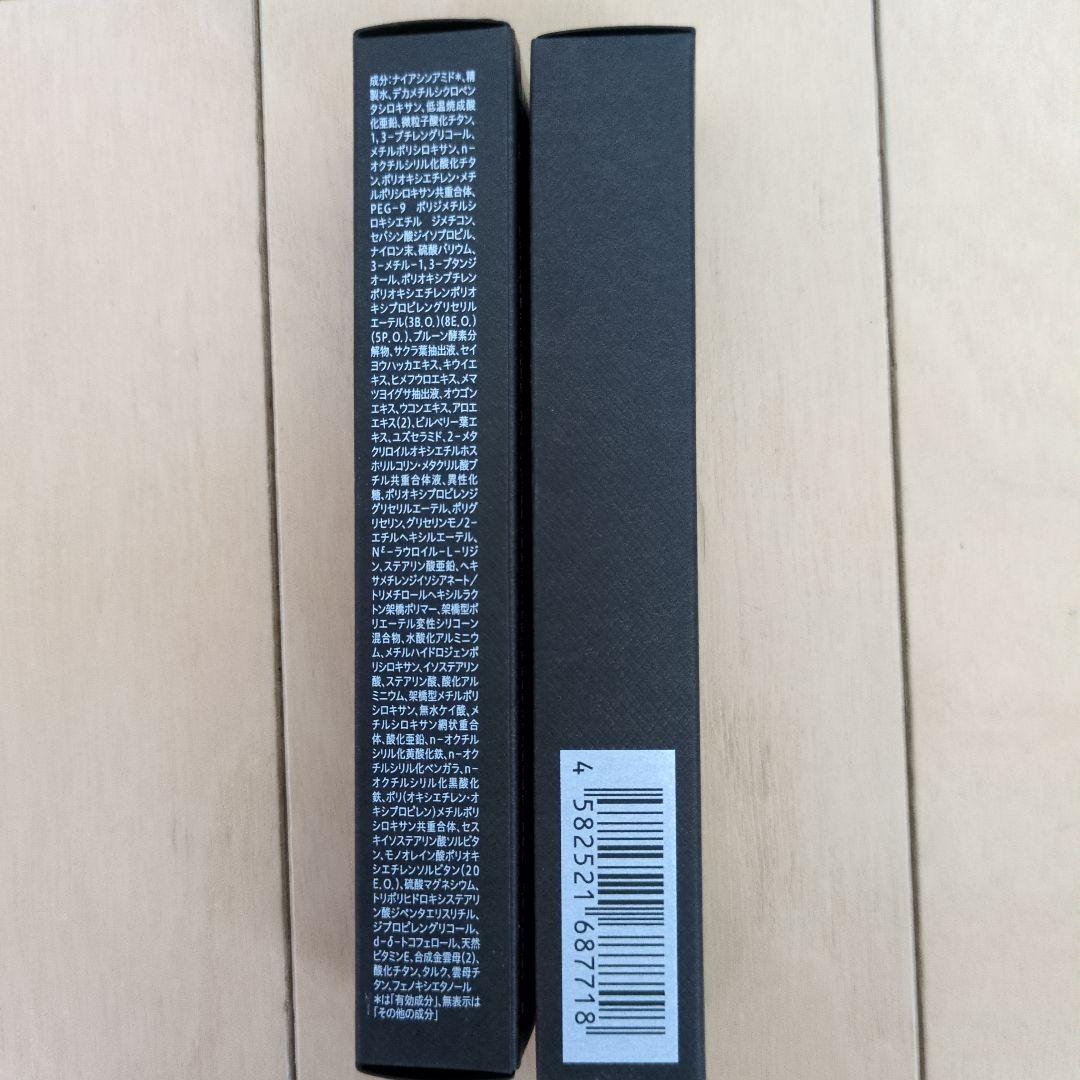 成分:ナイアシンアミド*、精
製水、デカメチルシクロペン
タシロキサン、低温焼成酸
化亜鉛、微粒子酸化チタン、
1,3-ブチレングリコール、
メチルポリシロキサン、n-
オクチルシリル化酸化チタ
ン、ポリオキシエチレン・メチ
ルポリシロキサン共重合体、
PEG-9 ポリジメチルシ
ロキシエチル ジメチコン、
セバシン酸ジイソプロピル、
ナイロン末、硫酸バリウム、
3-メチル-1,3-ブタンジ
オール、ポリオキシブチレン
ポリオキシエチレンポリオ
キシプロピレングリセリル
エーテル(3B.O.)(8E.O.)
(5P.O.)、プルーン酵素分
解物、サクラ葉抽出液、セイ
ヨウハッカエキス、キウイエ
キス、ヒメフウロエキス、メマ
ツヨイグサ抽出液、オウゴン
エキス、ウコンエキス、アロエ
エキス(2)、ビルベリー葉エ
キス、ユズセラミド、2-メタ
クリロイルオキシエチルホス
ホリルコリン・メタクリル酸ブ
チル共重合体液、異性化
糖、ポリオキシプロピレンジ
グリセリルエーテル、ポリグ
リセリン、グリセリンモノ2-
エチルヘキシルエーテル、
Nε-ラウロイル-L-リジ
ン、ステアリン酸亜鉛、ヘキ
サメチレンジイソシアネート/
トリメチロールヘキシルラク
トン架橋ポリマー、架橋型ポ
リエーテル変性シリコーン
混合物、水酸化アルミニウ
ム、メチルハイドロジェンポ
リシロキサン、イソステアリン
酸、ステアリン酸、酸化アル
ミニウム、架橋型メチルポリ
シロキサン、無水ケイ酸、メ
チルシロキサン網状重合
体、酸化亜鉛、n-オクチル
シリル化黄酸化鉄、n-オク
チルシリル化ベンガラ、n-
オクチルシリル化黒酸化
鉄、ポリ(オキシエチレン・オ
キシプロピレン)メチルポリ
シロキサン共重合体、セス
キイソステアリン酸ソルビタ
ン、モノオレイン酸ポリオキ
シエチレンソルビタン(20
E.O.)、硫酸マグネシウム、
トリポリヒドロキシステアリ
ン酸ジペンタエリスリチル、
ジプロピレングリコール、
d-δ-トコフェロール、天然
ビタミンE、合成金雲母(2)、
酸化チタン、タルク、雲母チ
タン、フェノキシエタノール
*は「有効成分」、無表示は
「その他の成分」
4 582521 687718